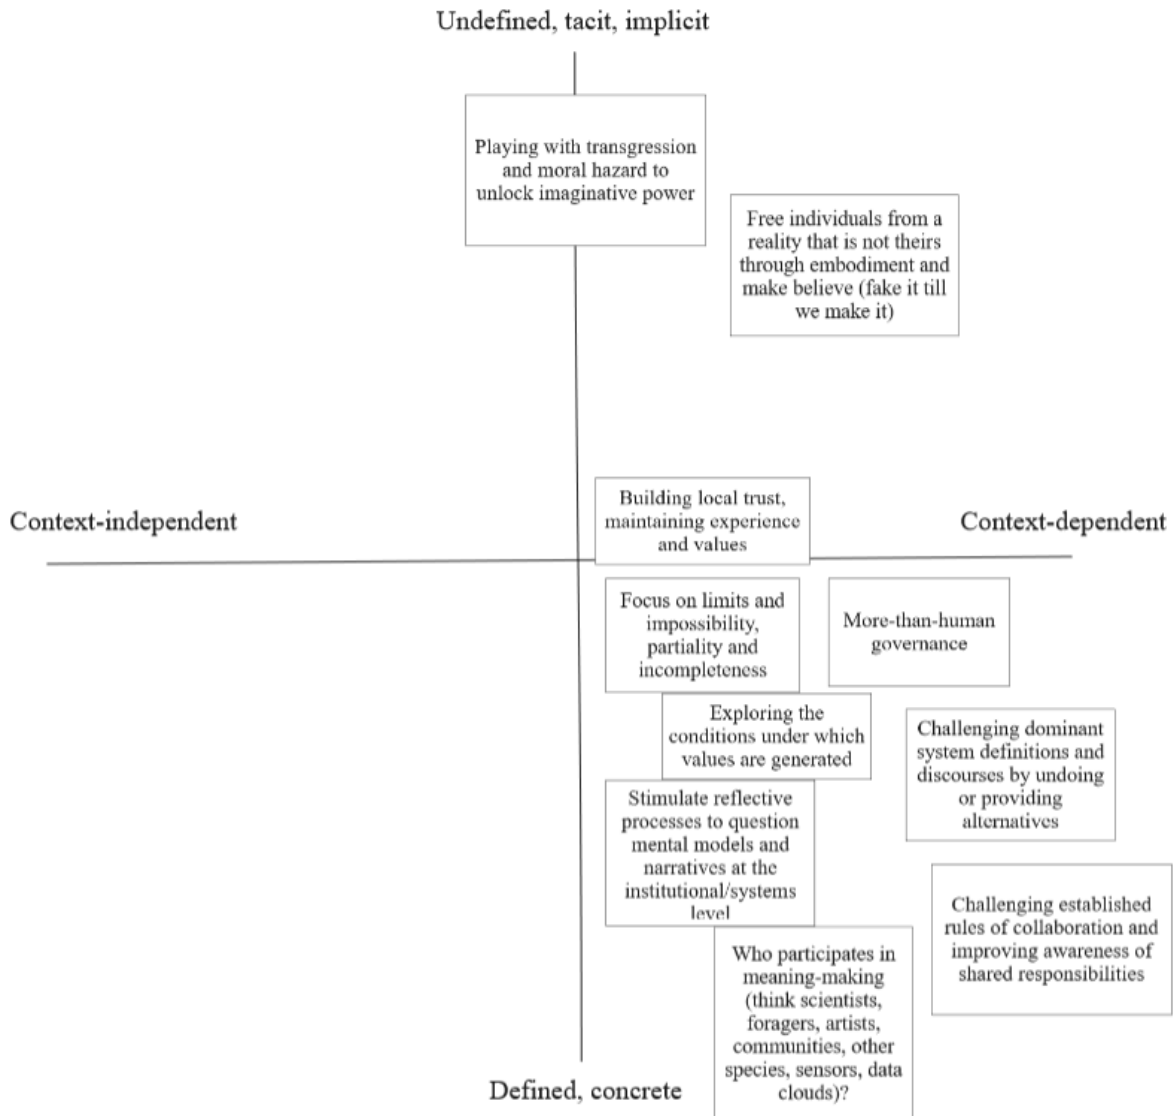 Undefined, tacit, implicit
Playing with transgression
and moral hazard to
unlock imaginative power
Free individuals from a
reality that is not theirs
through embodiment and
make believe (fake it till
we make it)
Building local trust,
maintaining experience
and values
Context-independent
Context-dependent
Focus on limits and
impossibility,
partiality and
incompleteness
More-than-human
governance
Exploring the
conditions under which
values are generated
Challenging dominant
system definitions and
discourses by undoing
or providing
alternatives
Stimulate reflective
processes to question
mental models and
narratives at the
institutional/systems
level
Challenging established
rules of collaboration and
improving awareness of
shared responsibilities
Who participates in
meaning-making
(think scientists,
foragers, artists,
communities, other
species, sensors, data
clouds)?
Defined, concrete